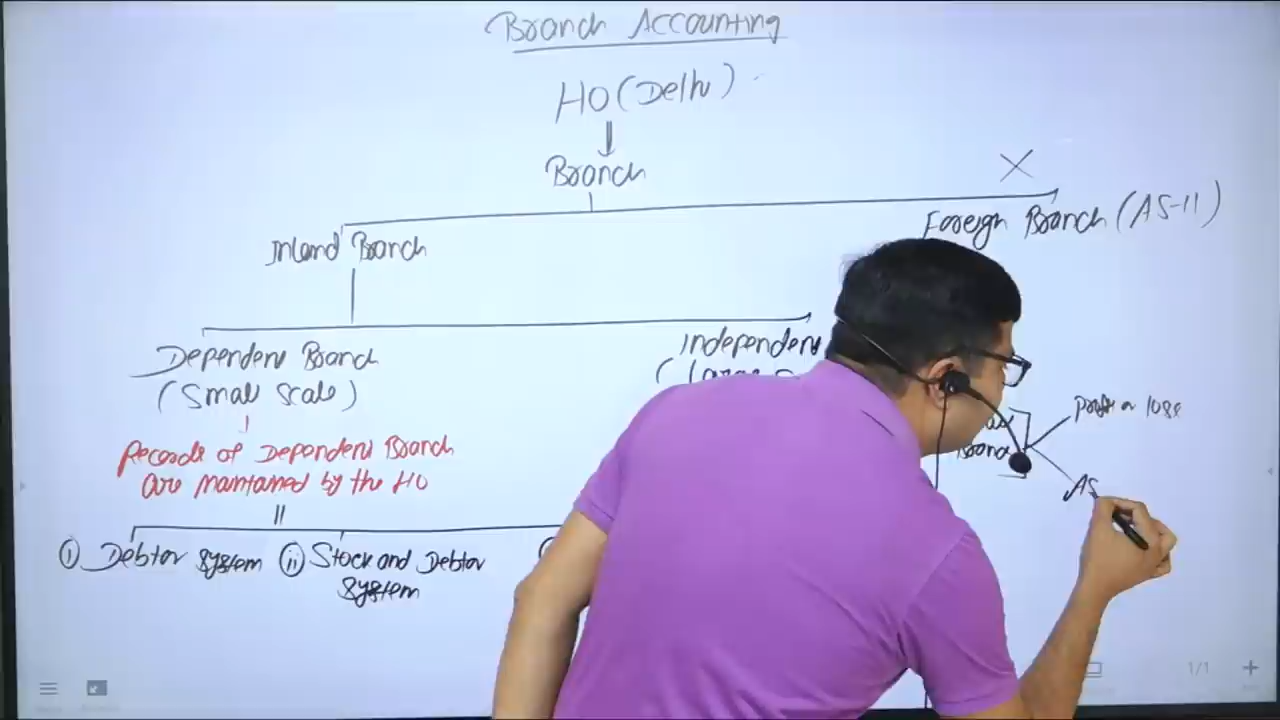 Branch Accounting
HO (Delhi)
Branch
X
Foreign Branch (AS-11)
Inland Branch
Dependent Branch
(Small scale)
Independent
Profit or loss
Records of Dependent Branch
are maintained by the HO
Branch
AS
(i) Debtor system
(ii) Stock and Debtor
system
1/1